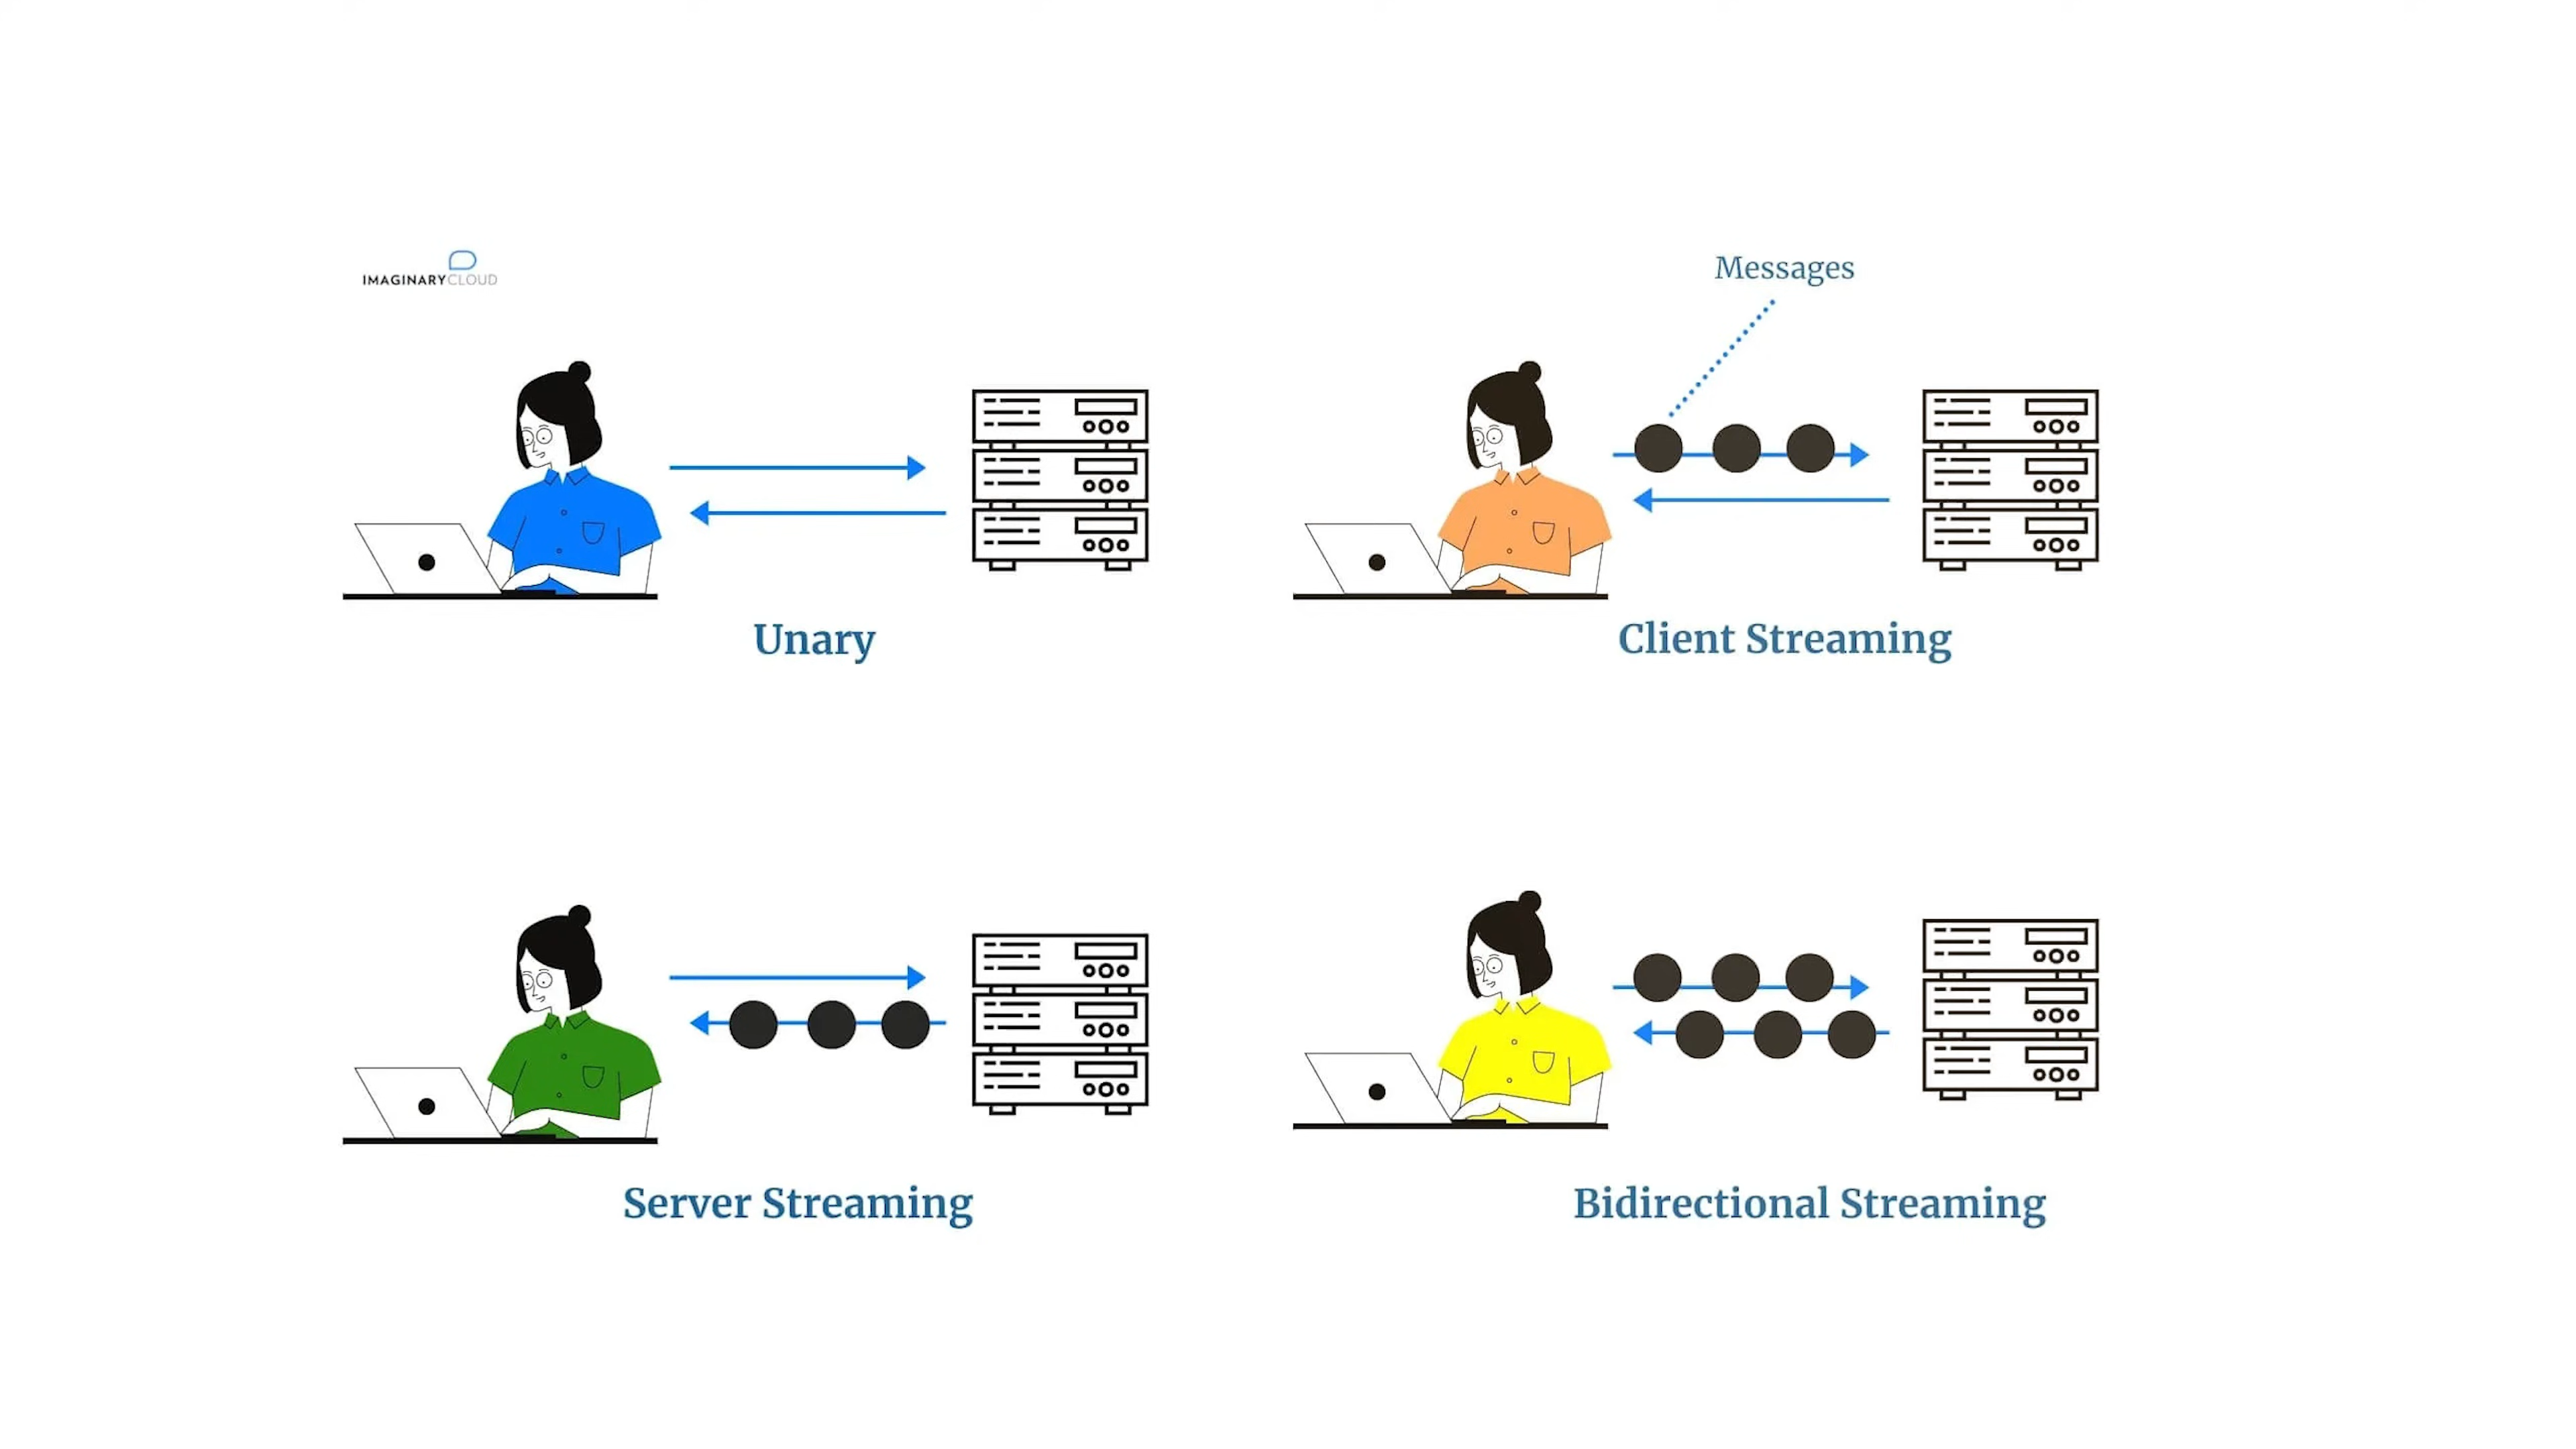 IMAGINARYCLOUD
Messages
Unary
Client Streaming
Server Streaming
Bidirectional Streaming